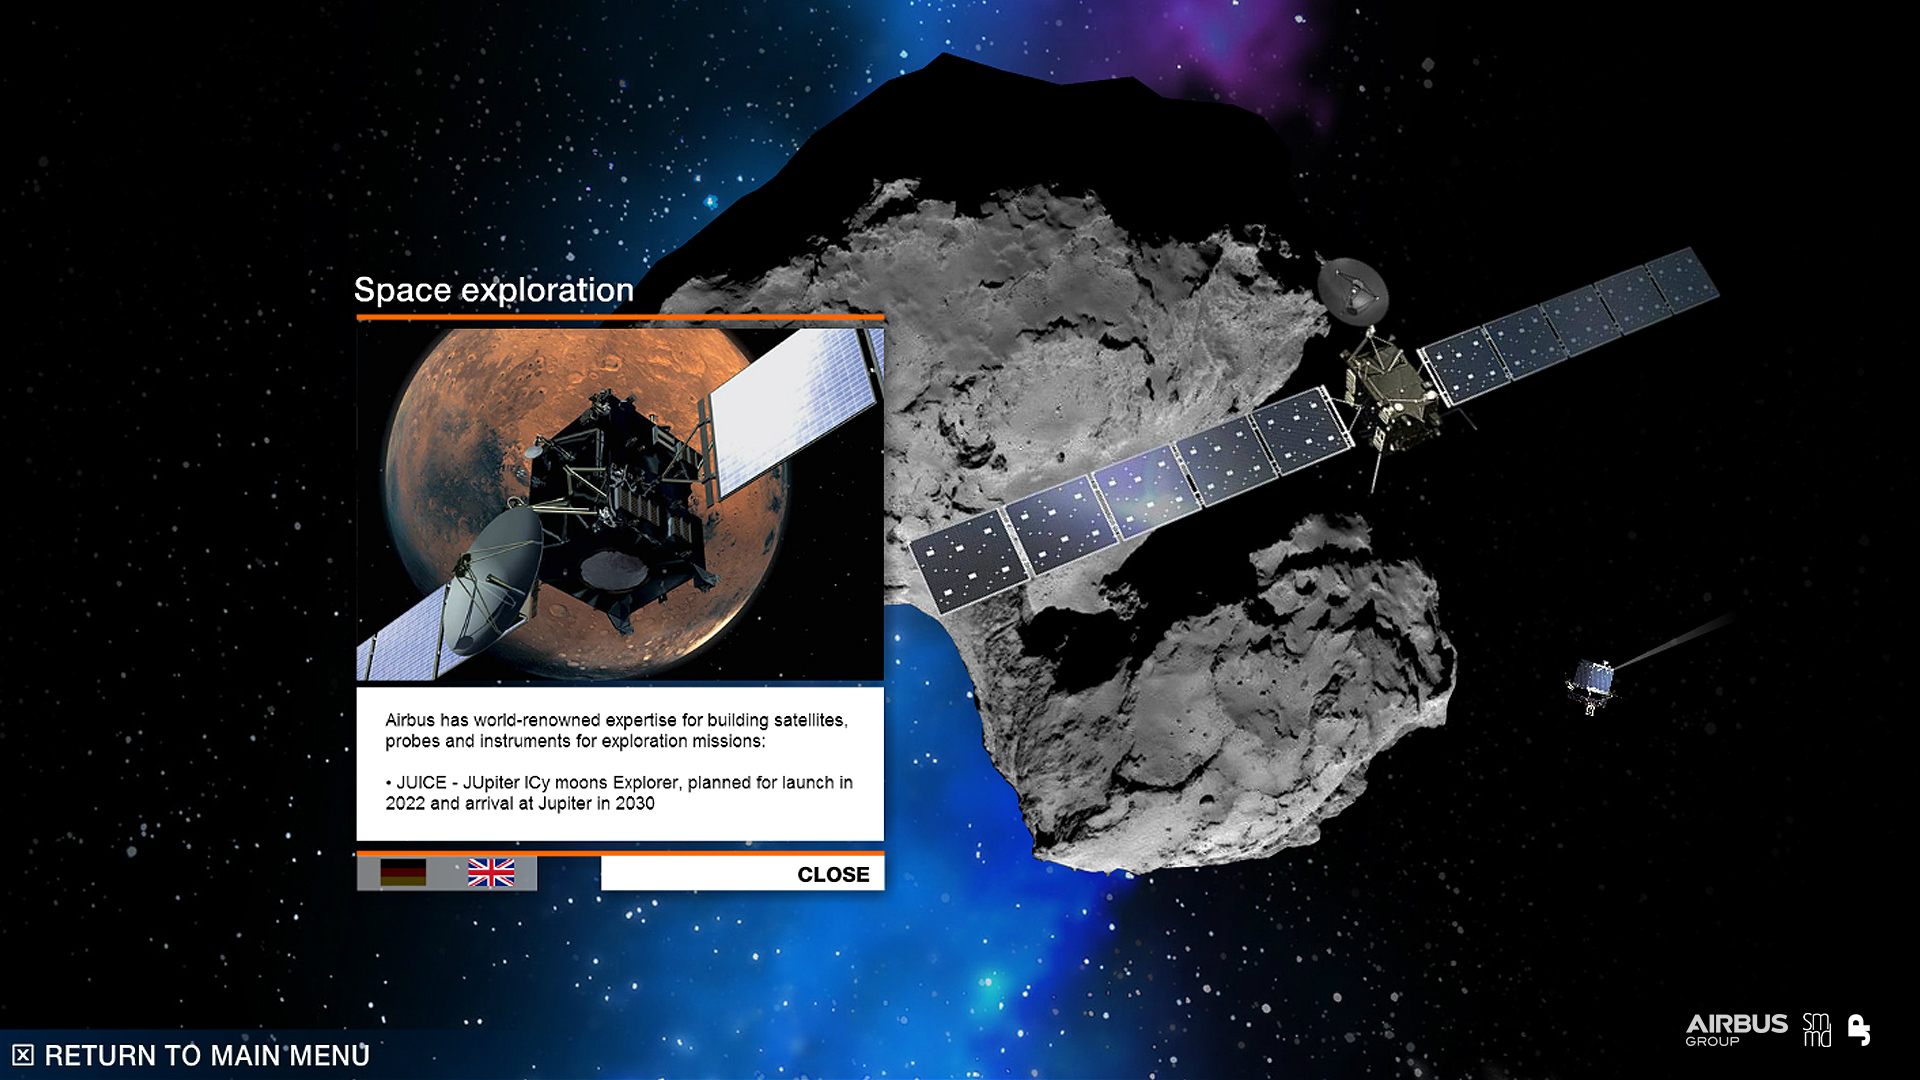 Space exploration
Airbus has world-renowned expertise for building satellites,
probes and instruments for exploration missions:
• JUICE - JUpiter ICy moons Explorer, planned for launch in
2022 and arrival at Jupiter in 2030
CLOSE
RETURN TO MAIN MENU
AIRBUS
GROUP
sm
md